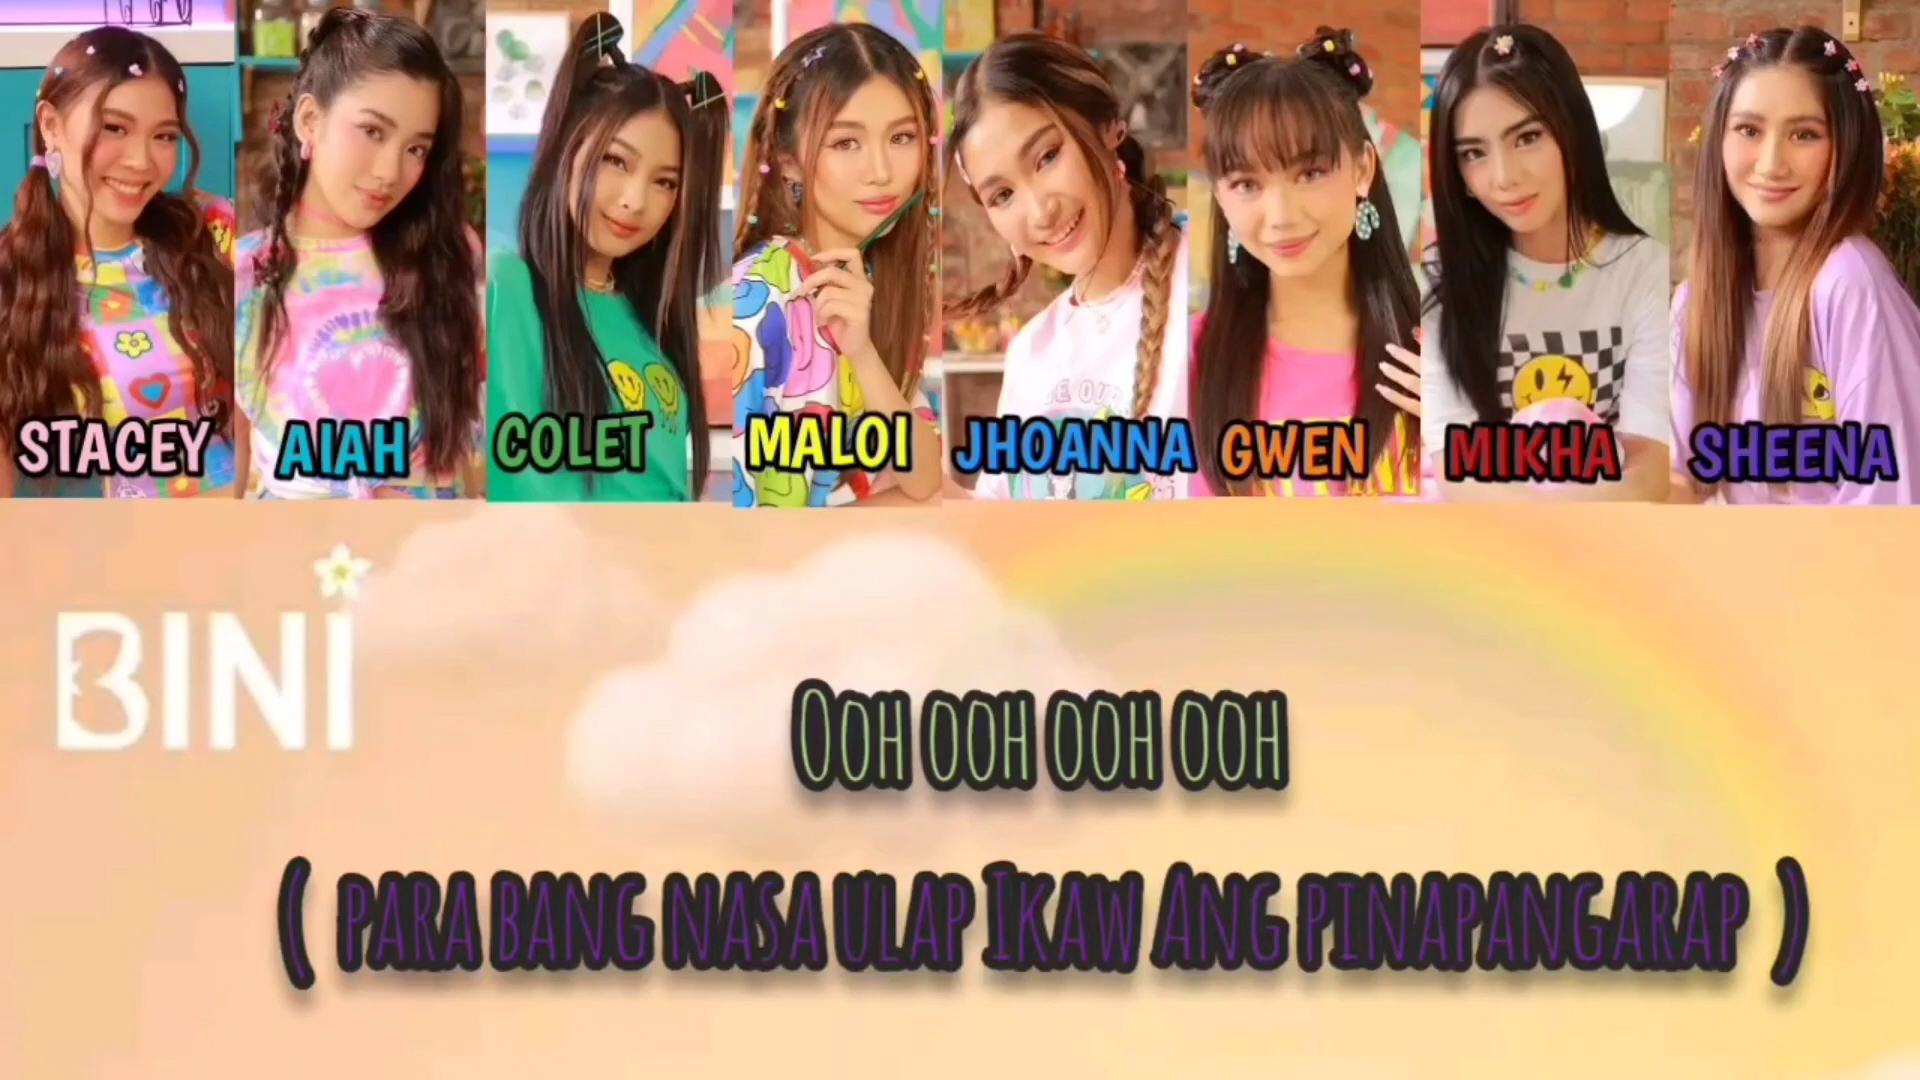 STACEY AIAH COLET MALOI JHOANNA GWEN MIKHA SHEENA
BINI
Ooh ooh ooh ooh
( para bang nasa ulap Ikaw Ang pinapangarap )